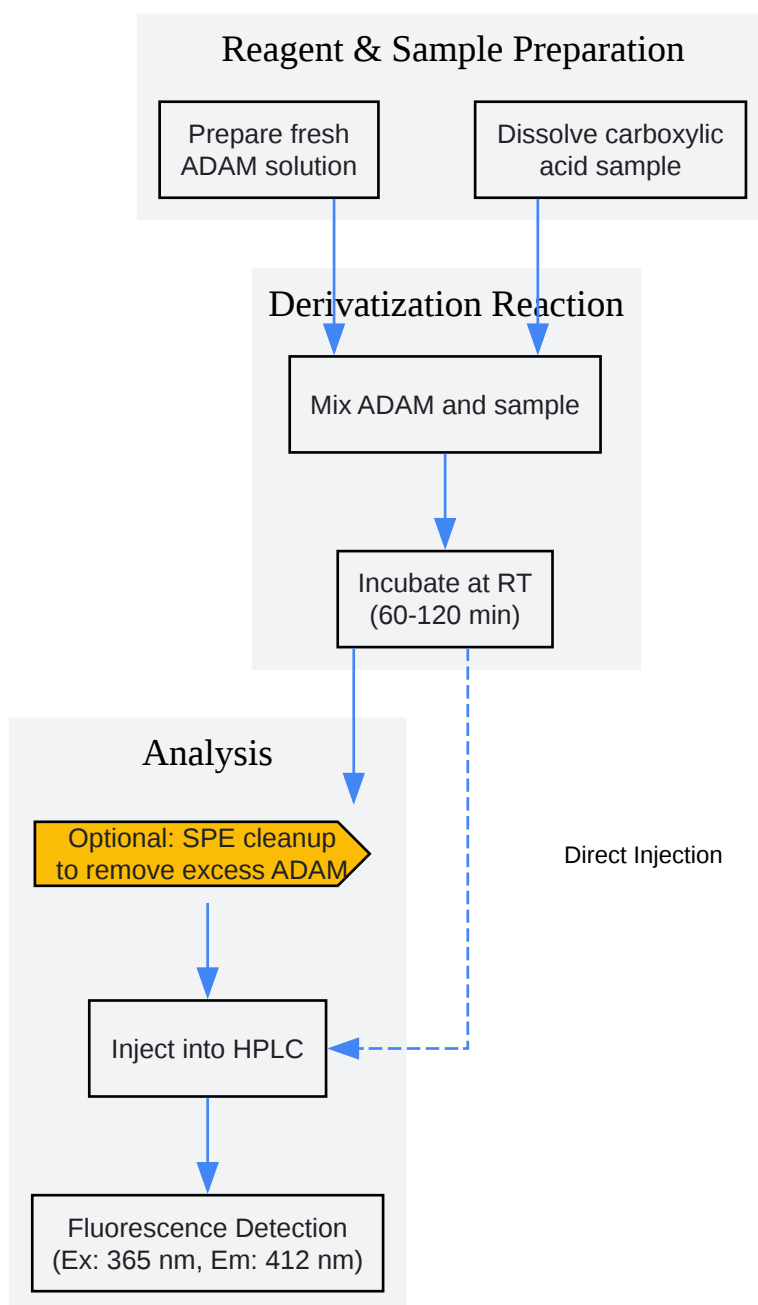 Reagent & Sample Preparation
Prepare fresh
ADAM solution
Dissolve carboxylic
acid sample
Derivatization Reaction
Mix ADAM and sample
Incubate at RT
(60-120 min)
Analysis
Optional: SPE cleanup
to remove excess ADAM
Direct Injection
Inject into HPLC
Fluorescence Detection
(Ex: 365 nm, Em: 412 nm)